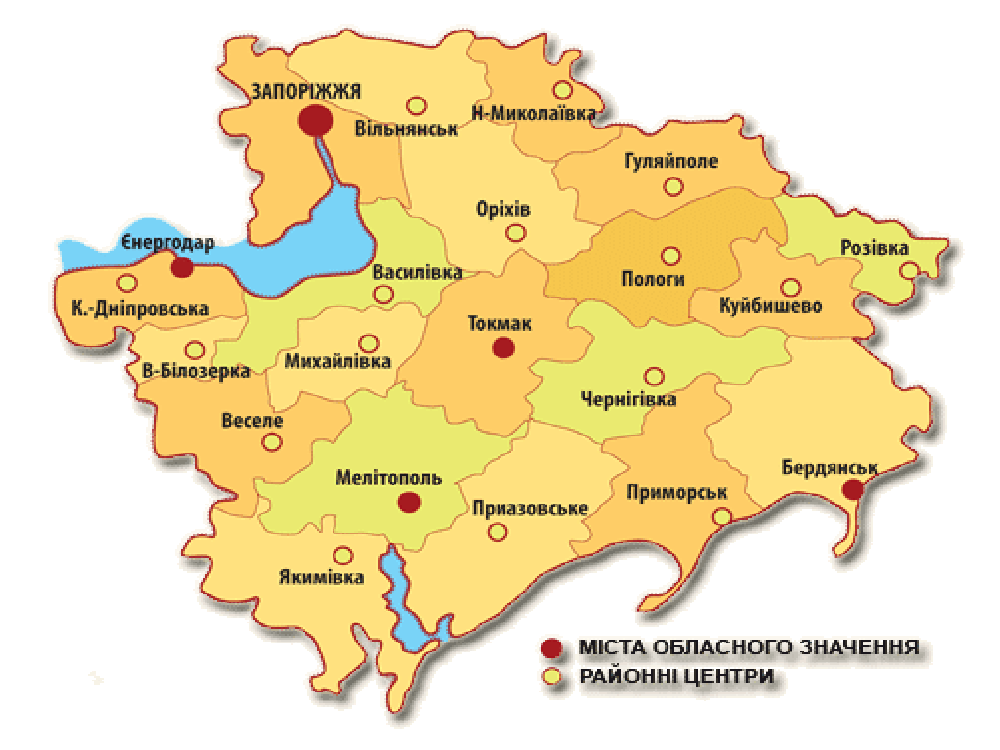 ЗАПОРІЖЖЯ
Вільнянськ
Н-Миколаївка
Гуляйполе
Оріхів
Єнергодар
Василівка
Пологи
Розівка
К.-Дніпровська
Куйбишево
Токмак
Михайлівка
В-Білозерка
Чернігівка
Веселе
Мелітополь
Бердянськ
Приазовське
Приморськ
Якимівка
МІСТА ОБЛАСНОГО ЗНАЧЕННЯ
РАЙОННІ ЦЕНТРИ